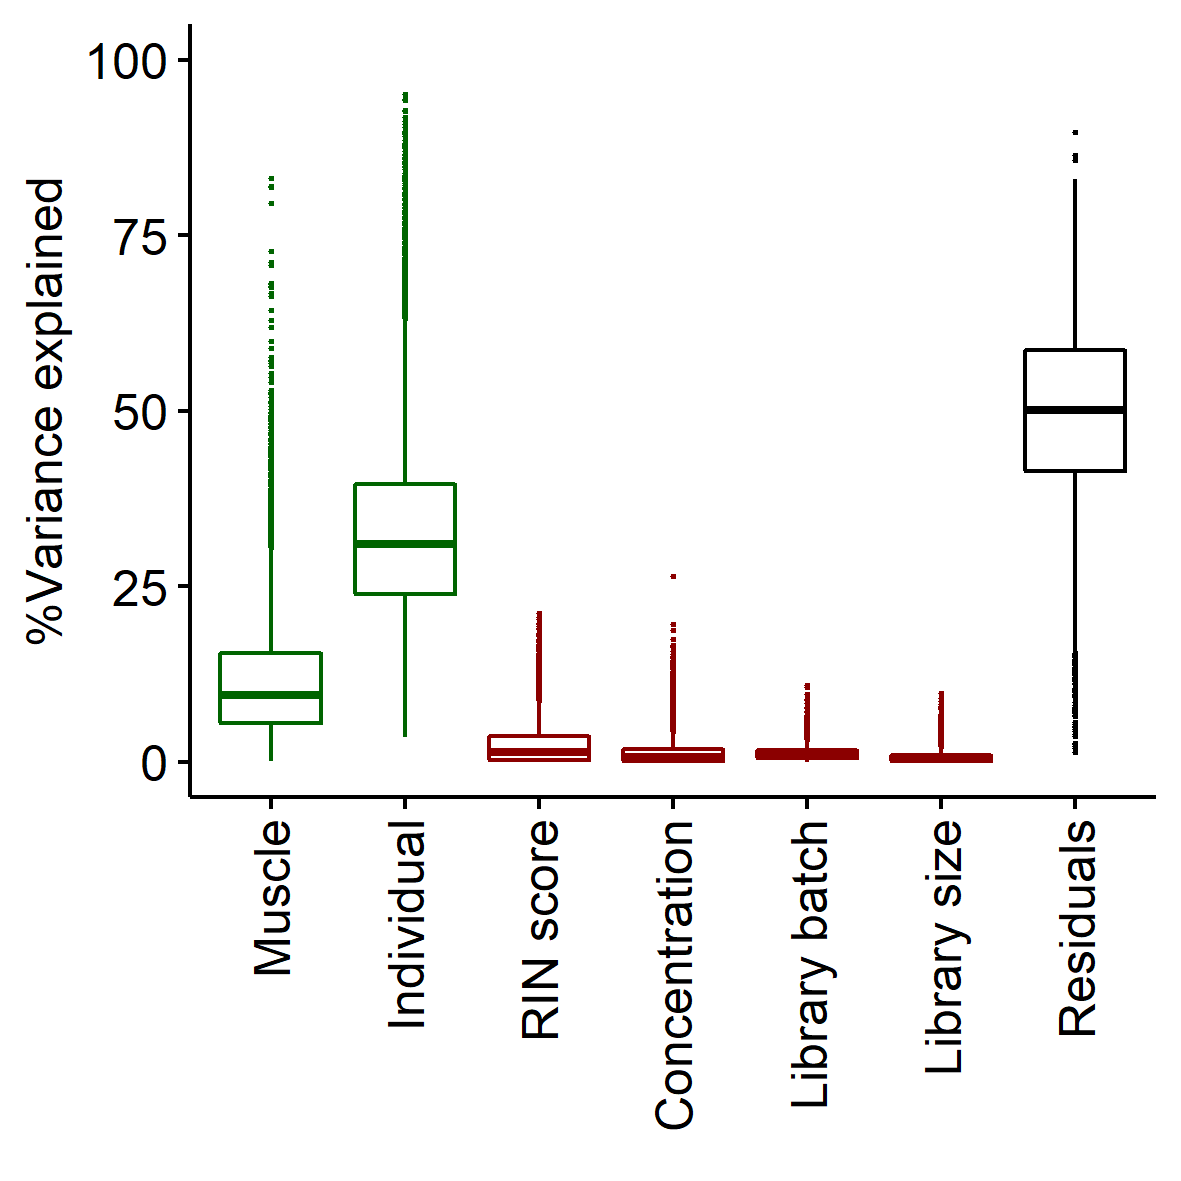 %Variance explained
100
75
50
25
0
Muscle
Individual
RIN score
Concentration
Library batch
Library size
Residuals